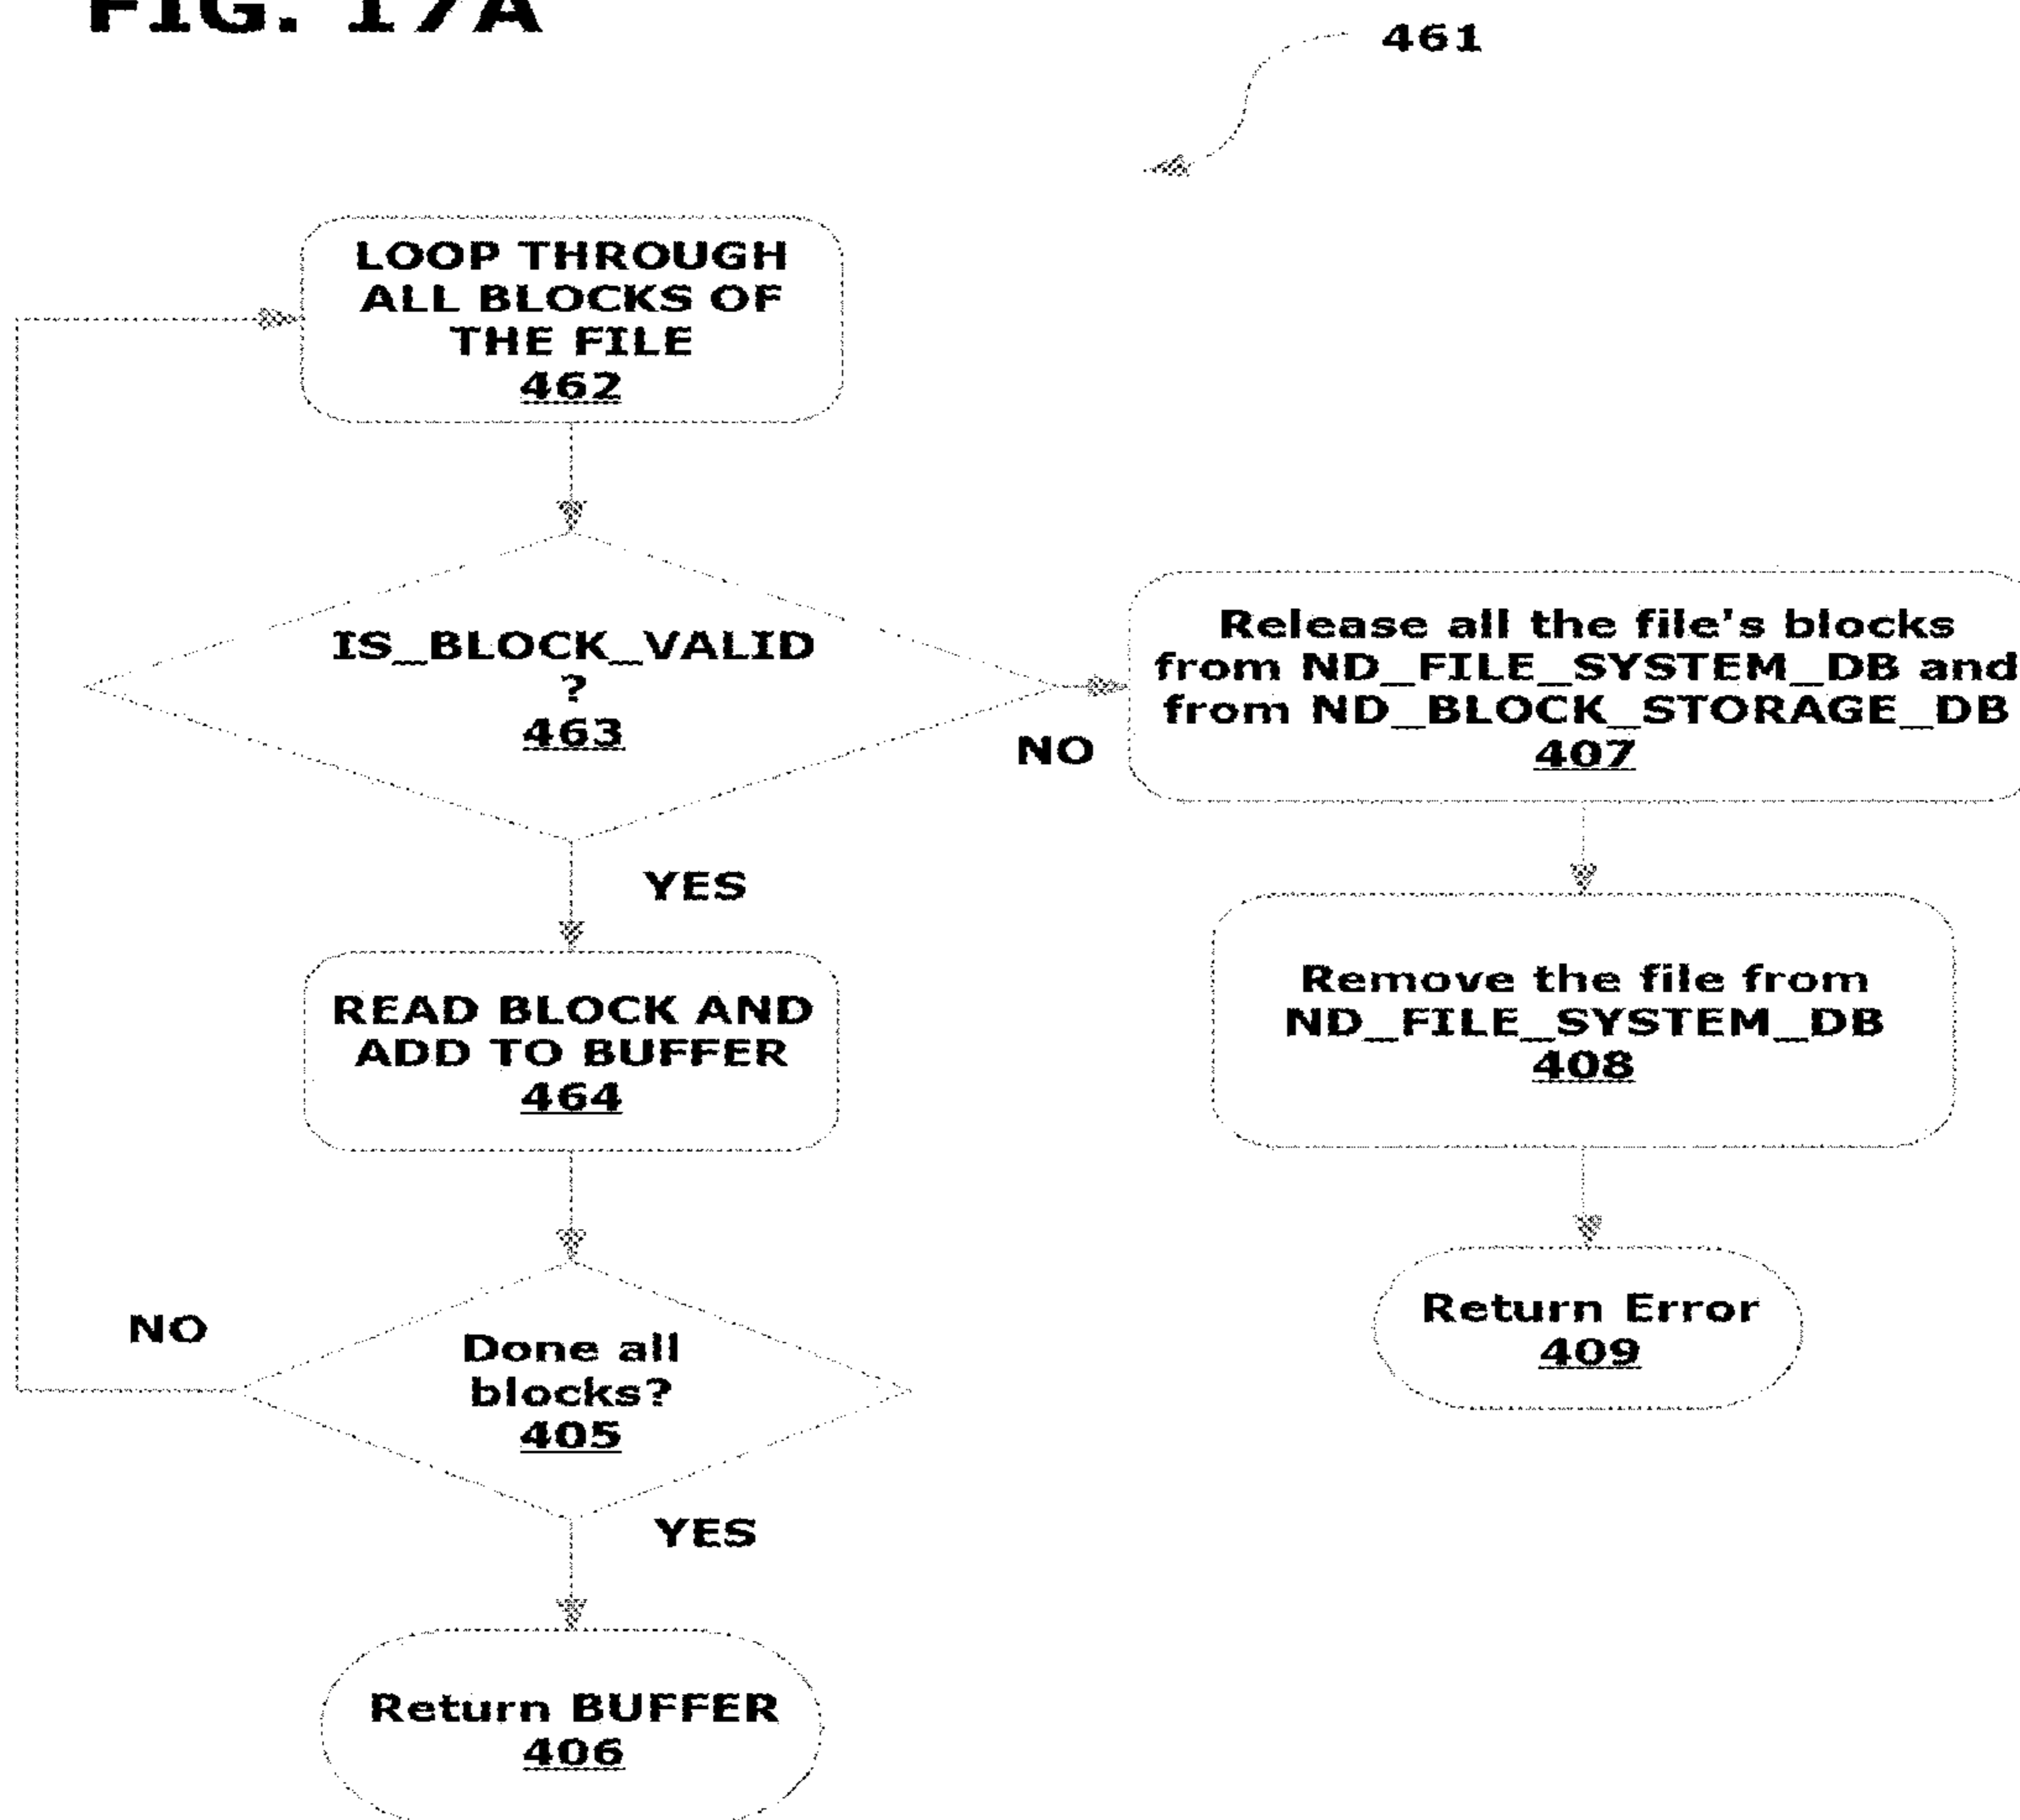 FIG. 17A
461
LOOP THROUGH
ALL BLOCKS OF
THE FILE
462
IS_BLOCK_VALID
?
463
NO
Release all the file's blocks
from ND_FILE_SYSTEM_DB and
from ND_BLOCK_STORAGE_DB
407
YES
READ BLOCK AND
ADD TO BUFFER
464
Remove the file from
ND_FILE_SYSTEM_DB
408
NO
Done all
blocks?
405
Return Error
409
YES
Return BUFFER
406